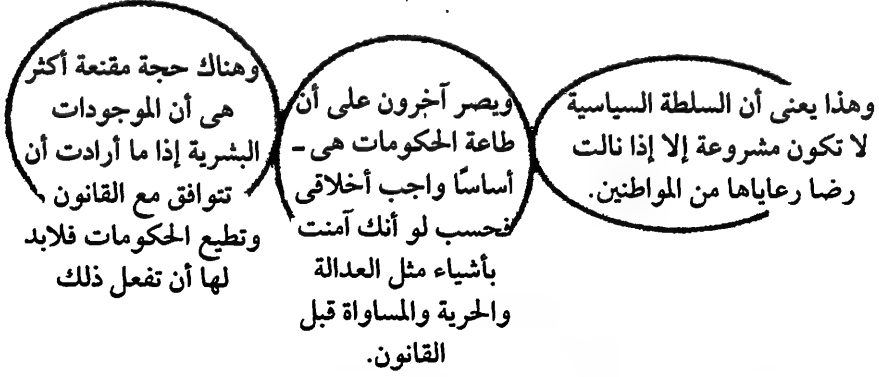 وهذا يعنى أن السلطة السياسية
لا تكون مشروعة إلا إذا نالت
رضا رعاياها من المواطنين.
ويصر آخرون على أن
طاعة الحكومات هى –
أساسًا واجب أخلاقى
فحسب لو أنك آمنت
بأشياء مثل العدالة
والحرية والمساواة قبل
القانون.
وهناك حجة مقنعة أكثر
هى أن الموجودات
البشرية إذا ما أرادت أن
تتوافق مع القانون
وتطيع الحكومات فلابد
لها أن تفعل ذلك